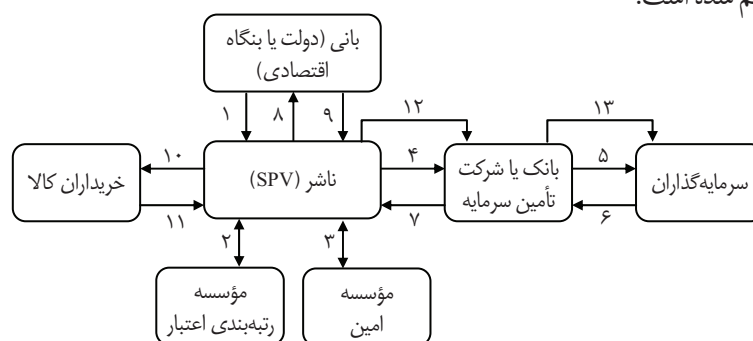 بانی (دولت یا بنگاه
اقتصادی)
۱
۸
۹
۱۲
۱۳
خریداران کالا
۱۰
۱۱
ناشر (SPV)
۴
۷
بانک یا شرکت
تأمین سرمایه
۵
۶
سرمایه‌گذاران
۲
۳
مؤسسه
رتبه‌بندی اعتبار
مؤسسه
امین